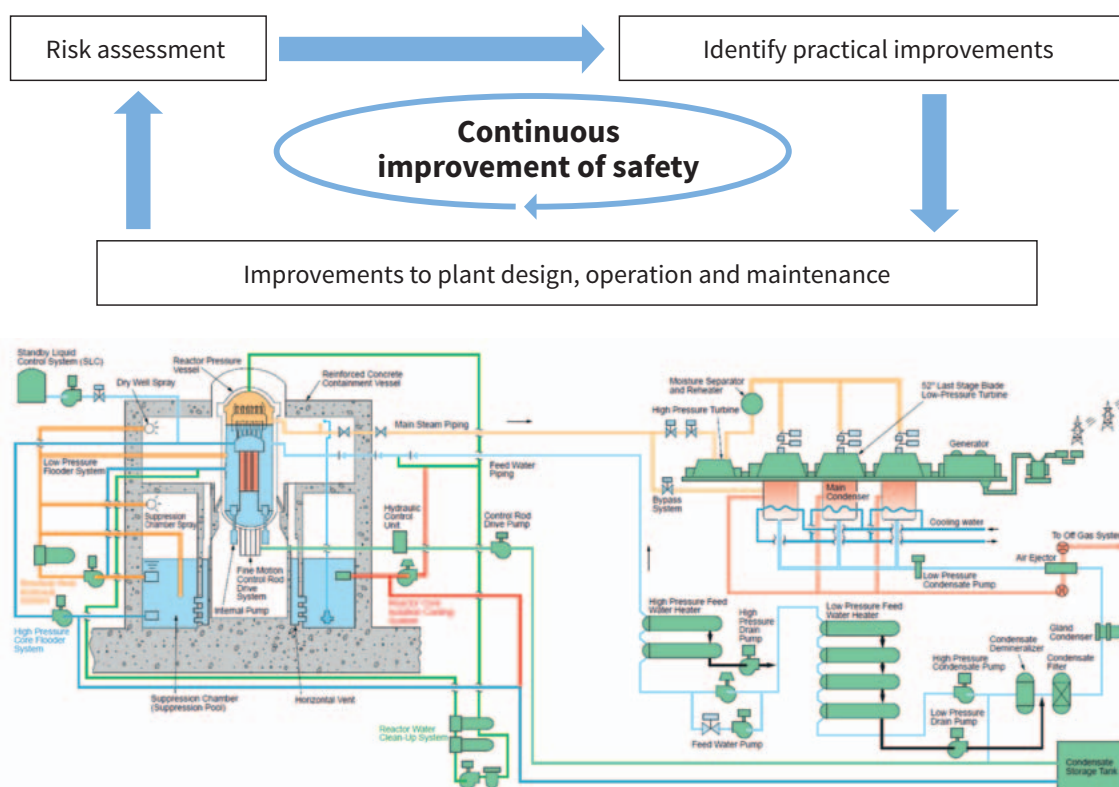 Risk assessment
Identify practical improvements
Continuous
improvement of safety
Improvements to plant design, operation and maintenance
Standby Liquid
Control System (SLC)
Dry Well Spray
Reactor Pressure
Vessel
Reinforced Concrete
Containment Vessel
Moisture Separator
and Reheater
52" Last Stage Blade
Low-Pressure Turbine
High Pressure Turbine
Main Steam Piping
Generator
Low Pressure
Flooder System
Feed Water
Piping
Bypass
System
Main
Condenser
Suppression
Chamber Spray
Hydraulic
Control
Unit
Control Rod
Drive Pump
Cooling water
To Off Gas System
Air Ejector
Fine Motion
Control Rod
Drive
System
Low Pressure
Condensate Pump
Internal Pump
High Pressure
Core Flooder
System
High Pressure Feed
Water Heater
High
Pressure
Drain
Pump
Low Pressure Feed
Water Heater
Gland
Condenser
Condensate
Demineralizer
Condensate
Filter
High Pressure
Condensate Pump
Suppression Chamber
(Suppression Pool)
Horizontal Vent
Low Pressure
Drain Pump
Reactor Water
Clean-Up System
Feed Water Pump
Condensate
Storage Tank